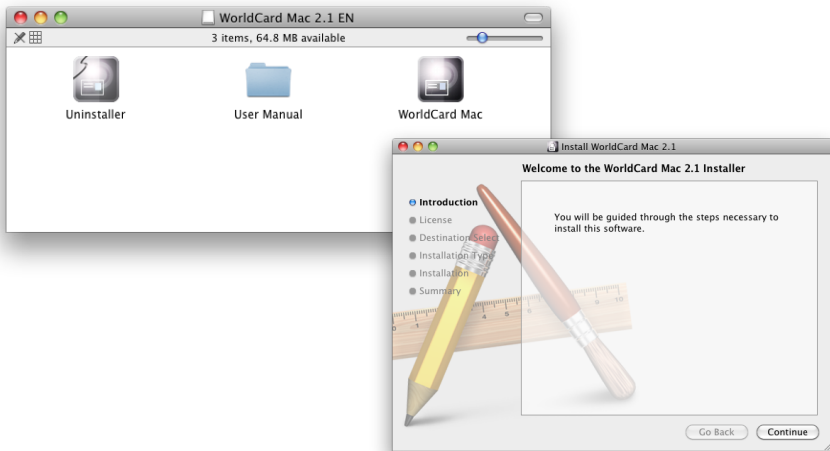 WorldCard Mac 2.1 EN
3 items, 64.8 MB available
Uninstaller
User Manual
WorldCard Mac
Install WorldCard Mac 2.1
Welcome to the WorldCard Mac 2.1 Installer
Introduction
License
Destination Select
Installation Type
Installation
Summary
You will be guided through the steps necessary to
install this software.
Go Back
Continue